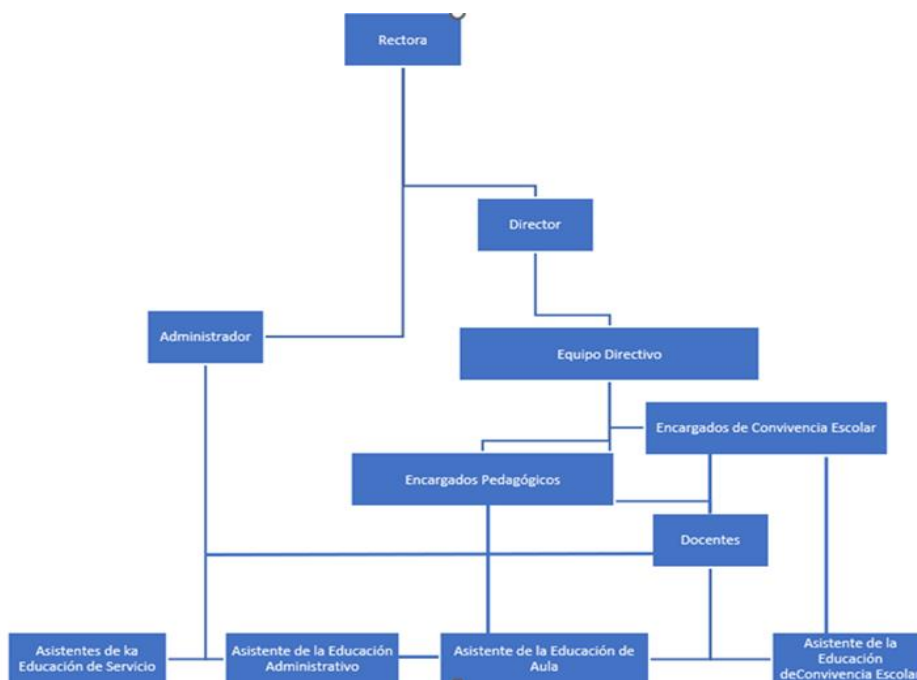 Rectora
Director
Administrador
Equipo Directivo
Encargados de Convivencia Escolar
Encargados Pedagógicos
Docentes
Asistentes de ka
Educación de Servicio
Asistente de la Educación
Administrativo
Asistente de la Educación de
Aula
Asistente de la
Educación
deConvivencia Escolar